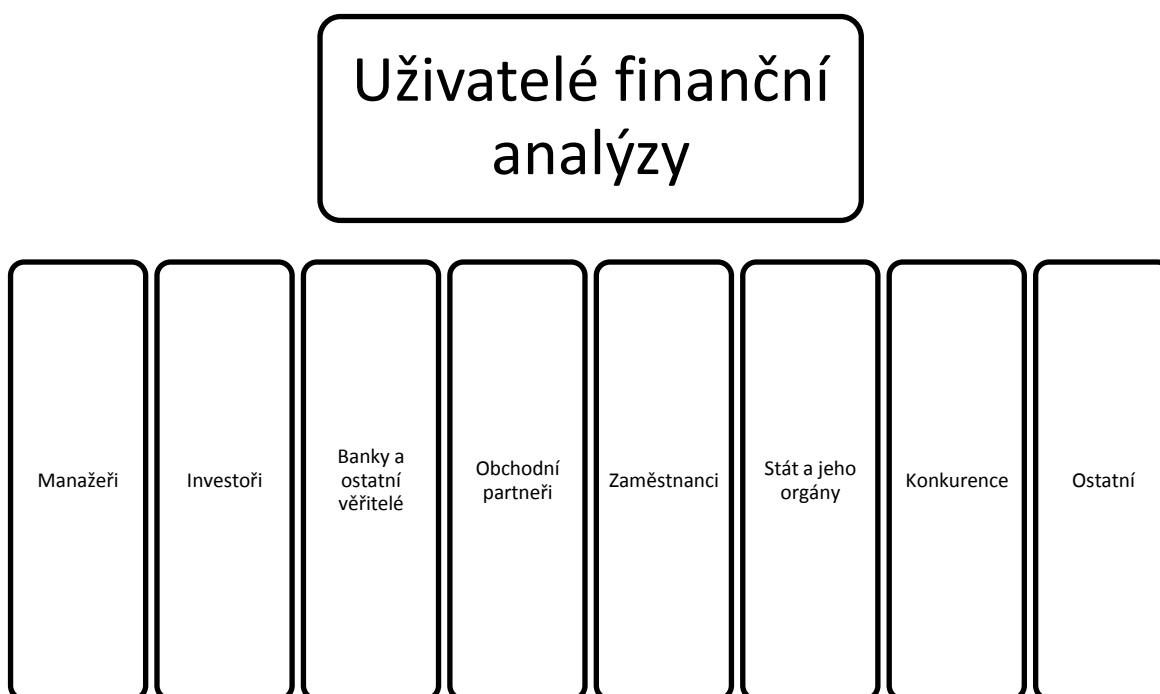 Uživatelé finanční
analýzy
Manažeři
Investoři
Banky a
ostatní
věřitelé
Obchodní
partneři
Zaměstnanci
Stát a jeho
orgány
Konkurence
Ostatní